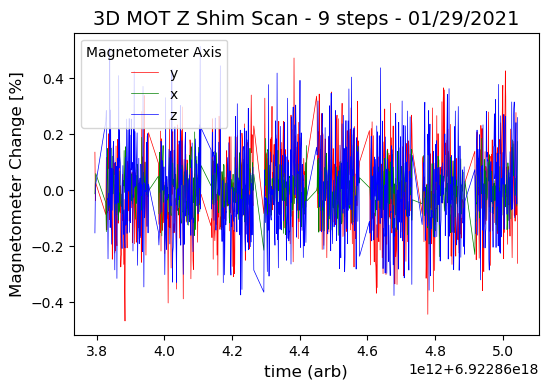 3D MOT Z Shim Scan - 9 steps - 01/29/2021
Magnetometer Change [%]
0.4
0.2
0.0
−0.2
−0.4
Magnetometer Axis
y
x
z
3.8 4.0 4.2 4.4 4.6 4.8 5.0
time (arb)
1e12+6.92286e18